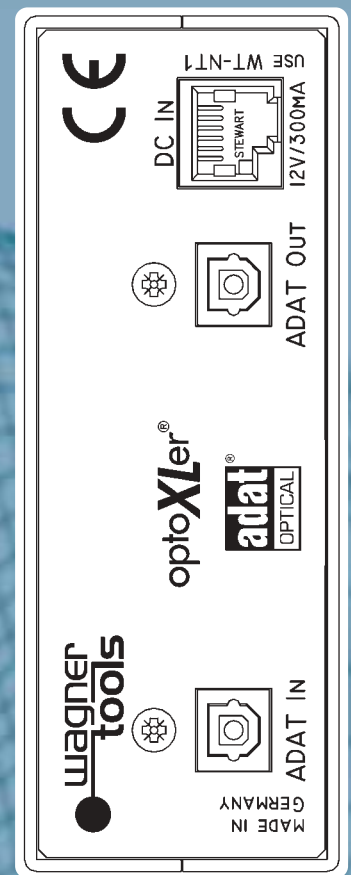 wagner
tools
optoXLer®
CE
DC IN
STEWART
12V/300MA
USE WT-NT1
ADAT IN
adat®
OPTICAL
ADAT OUT
MADE IN
GERMANY